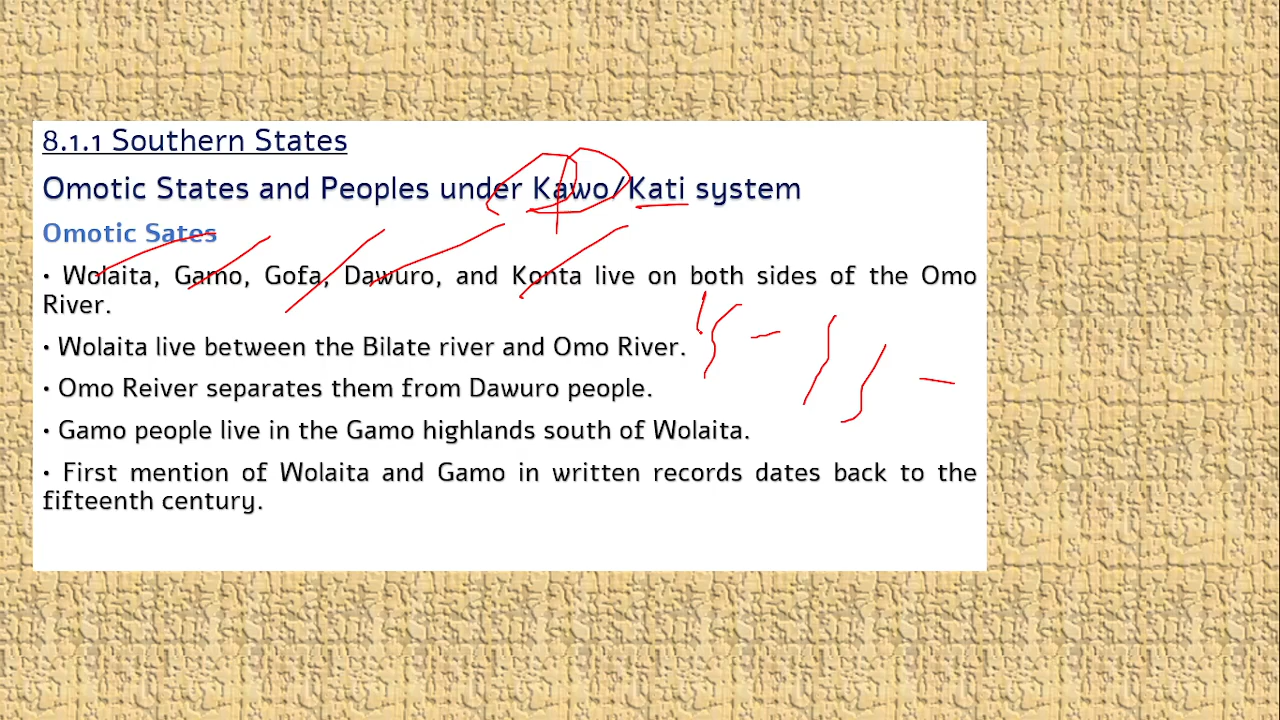 8.1.1 Southern States
Omotic States and Peoples under Kawo/Kati system
Omotic Sates
• Wolaita, Gamo, Gofa, Dawuro, and Konta live on both sides of the Omo
River.
• Wolaita live between the Bilate river and Omo River.
• Omo Reiver separates them from Dawuro people.
• Gamo people live in the Gamo highlands south of Wolaita.
• First mention of Wolaita and Gamo in written records dates back to the
fifteenth century.